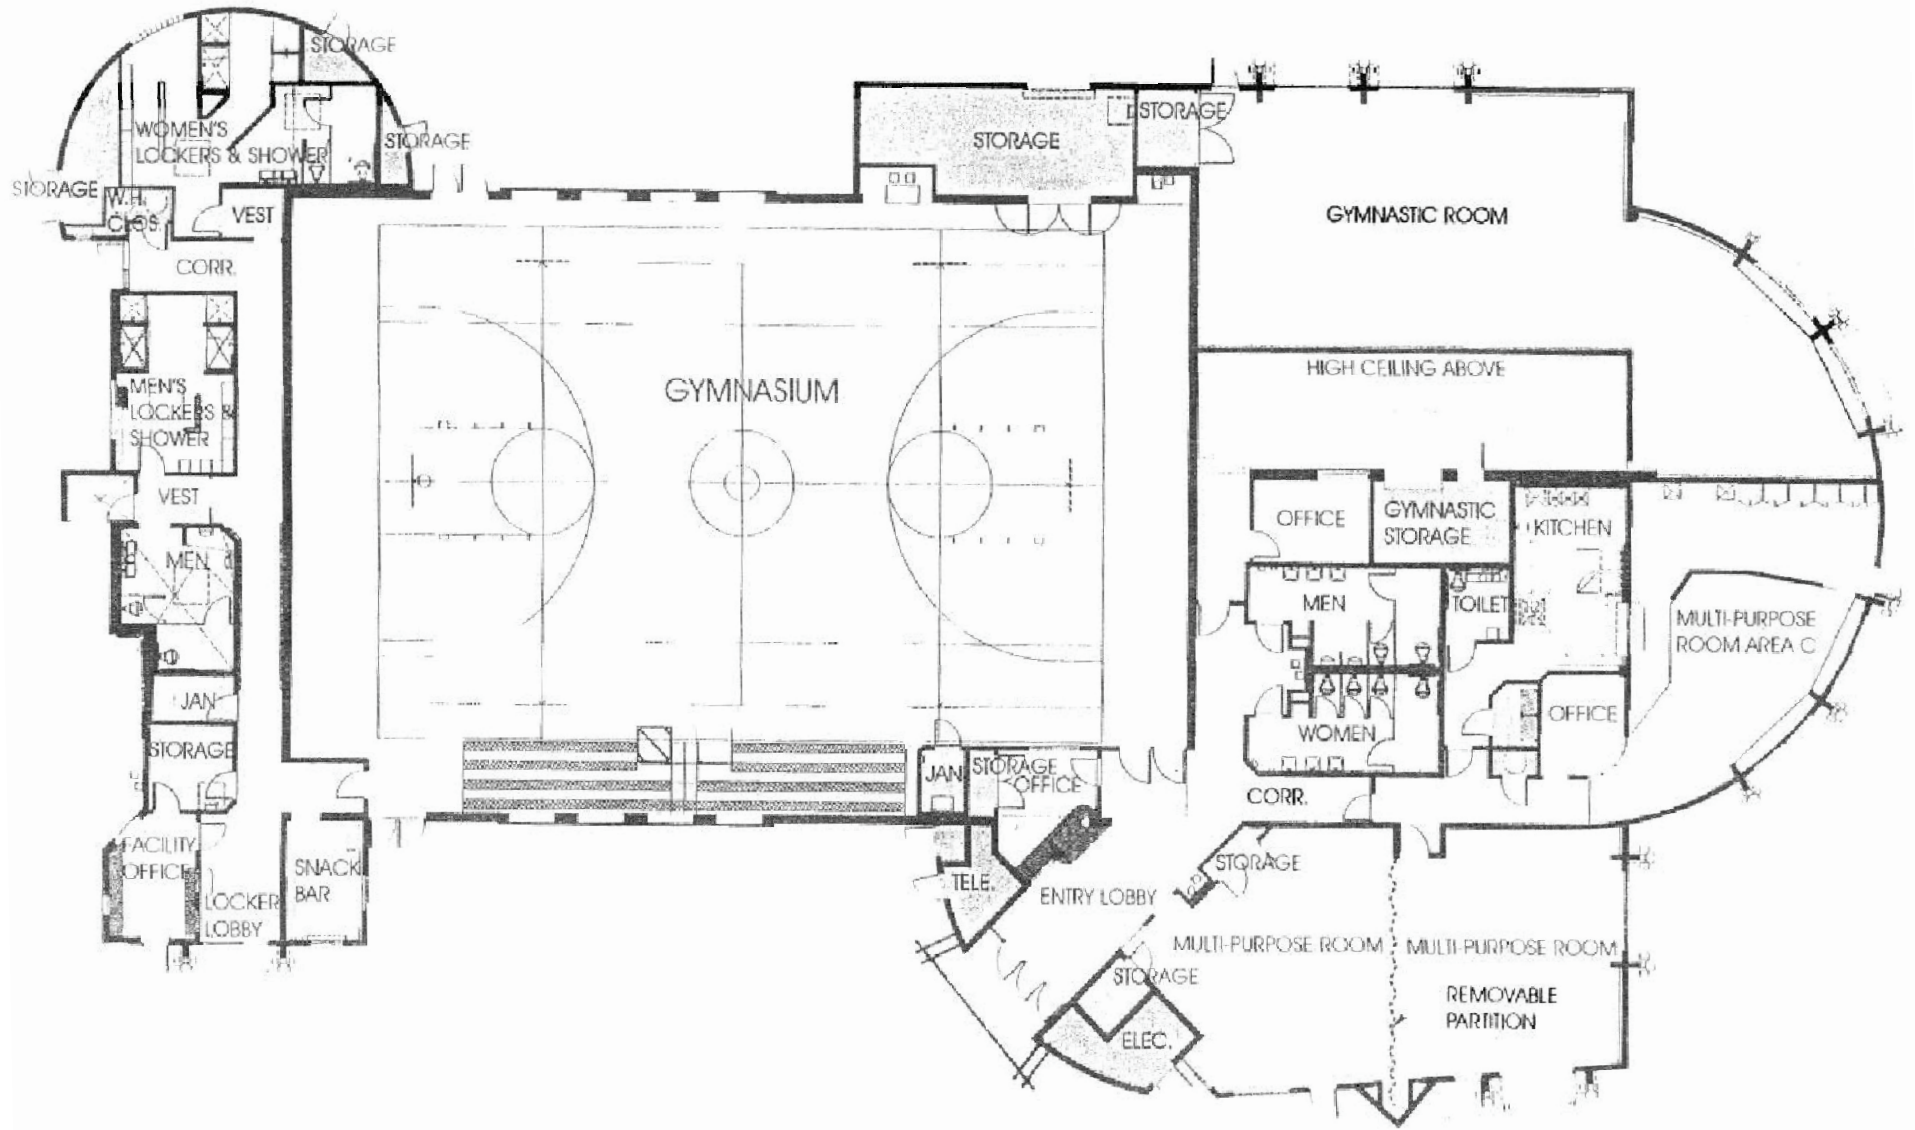 STORAGE
WOMEN'S
LOCKERS & SHOWER
STORAGE
STORAGE
W.H.
CLOS.
VEST
CORR.
MEN'S
LOCKERS &
SHOWER
VEST
MEN
JAN
STORAGE
FACILITY
OFFICE
LOCKER
LOBBY
SNACK
BAR
GYMNASIUM
STORAGE
STORAGE
GYMNASTIC ROOM
HIGH CEILING ABOVE
OFFICE
GYMNASTIC
STORAGE
KITCHEN
MEN
TOILET
MULTI-PURPOSE
ROOM AREA C
WOMEN
OFFICE
CORR.
JAN
STORAGE
OFFICE
TELE.
ENTRY LOBBY
STORAGE
MULTI-PURPOSE ROOM
MULTI-PURPOSE ROOM
STORAGE
REMOVABLE
PARTITION
ELEC.